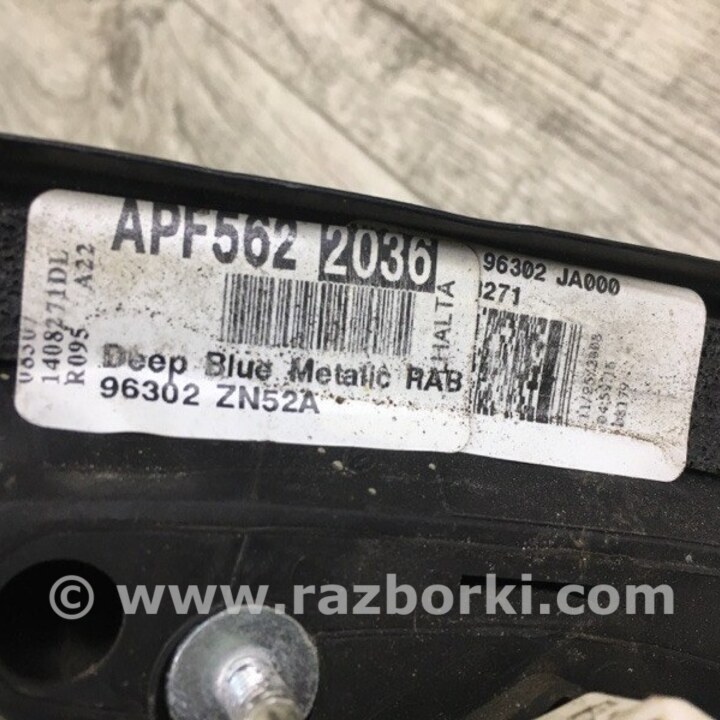 APF562 2036
Deep Blue Metalic RAB
96302 ZN52A
1408271DL
R095 A22
HALTA
96302 JA000
271
© www.razborki.com